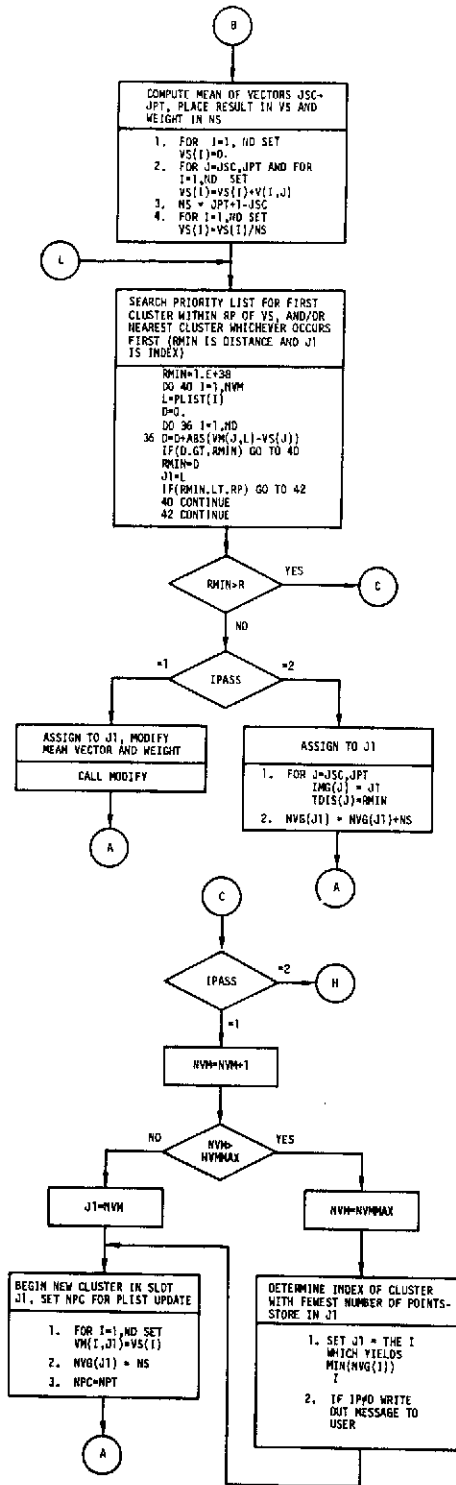 B
COMPUTE MEAN OF VECTORS JSC→
JPT, PLACE RESULT IN VS AND
WEIGHT IN NS
1. FOR I=1, ND SET
VS(I)=0.
2. FOR J=JSC,JPT AND FOR
I=1,ND SET
VS(I)=VS(I)+V(I,J)
3. NS = JPT+1-JSC
4. FOR I=1,ND SET
VS(I)=VS(I)/NS
L
SEARCH PRIORITY LIST FOR FIRST
CLUSTER WITHIN RP OF VS, AND/OR
NEAREST CLUSTER WHICHEVER OCCURS
FIRST (RMIN IS DISTANCE AND J1
IS INDEX)
RMIN=1.E+38
DO 40 I=1,NVM
L=PLIST(I)
D=0.
DO 36 J=1,ND
36 D=D+ABS(VM(J,L)-VS(J))
IF(D.GT.RMIN) GO TO 40
RMIN=D
J1=L
IF(RMIN.LT.RP) GO TO 42
40 CONTINUE
42 CONTINUE
RMIN>R
YES
C
NO
=1
IPASS
=2
ASSIGN TO J1, MODIFY
MEAN VECTOR AND WEIGHT
CALL MODIFY
A
ASSIGN TO J1
1. FOR J=JSC,JPT
IMG(J) = J1
TDIS(J)=RMIN
2. NVG(J1) = NVG(J1)+NS
A
C
IPASS
=2
H
=1
NVM=NVM+1
NO
NVM>
NVMMAX
YES
J1=NVM
NVM=NVMMAX
BEGIN NEW CLUSTER IN SLOT
J1, SET NPC FOR PLIST UPDATE
1. FOR I=1,ND SET
VM(I,J1)=VS(I)
2. NVG(J1) = NS
3. NPC=NPT
A
DETERMINE INDEX OF CLUSTER
WITH FEWEST NUMBER OF POINTS-
STORE IN J1
1. SET J1 = THE I
WHICH YIELDS
MIN(NVG(I))
I
2. IF IP≠0 WRITE
OUT MESSAGE TO
USER